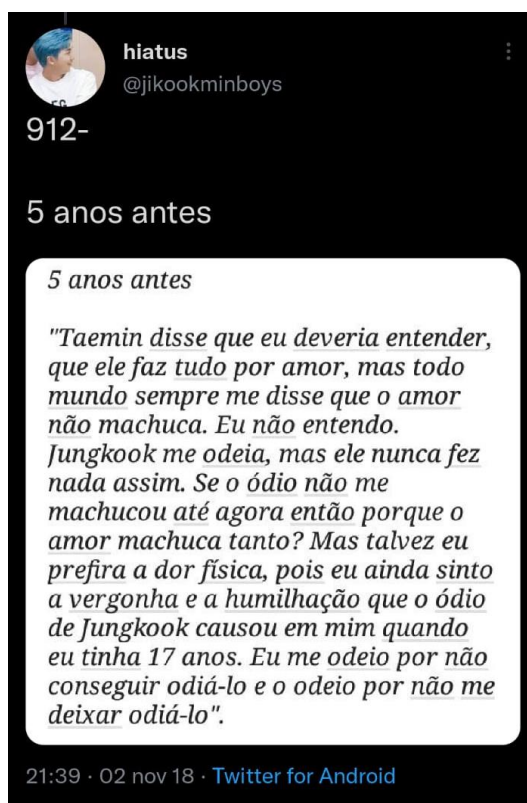 hiatus
@jikookminboys
912-
5 anos antes
5 anos antes
"Taemin disse que eu deveria entender,
que ele faz tudo por amor, mas todo
mundo sempre me disse que o amor
não machuca. Eu não entendo.
Jungkook me odeia, mas ele nunca fez
nada assim. Se o ódio não me
machucou até agora então porque o
amor machuca tanto? Mas talvez eu
prefira a dor física, pois eu ainda sinto
a vergonha e a humilhação que o ódio
de Jungkook causou em mim quando
eu tinha 17 anos. Eu me odeio por não
conseguir odiá-lo e o odeio por não me
deixar odiá-lo".
21:39 · 02 nov 18 · Twitter for Android